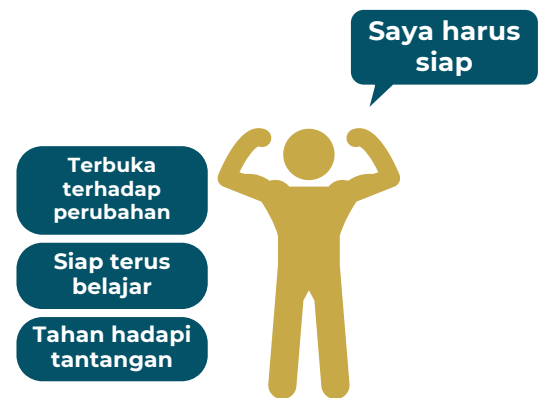 Saya harus
siap
Terbuka
terhadap
perubahan
Siap terus
belajar
Tahan hadapi
tantangan